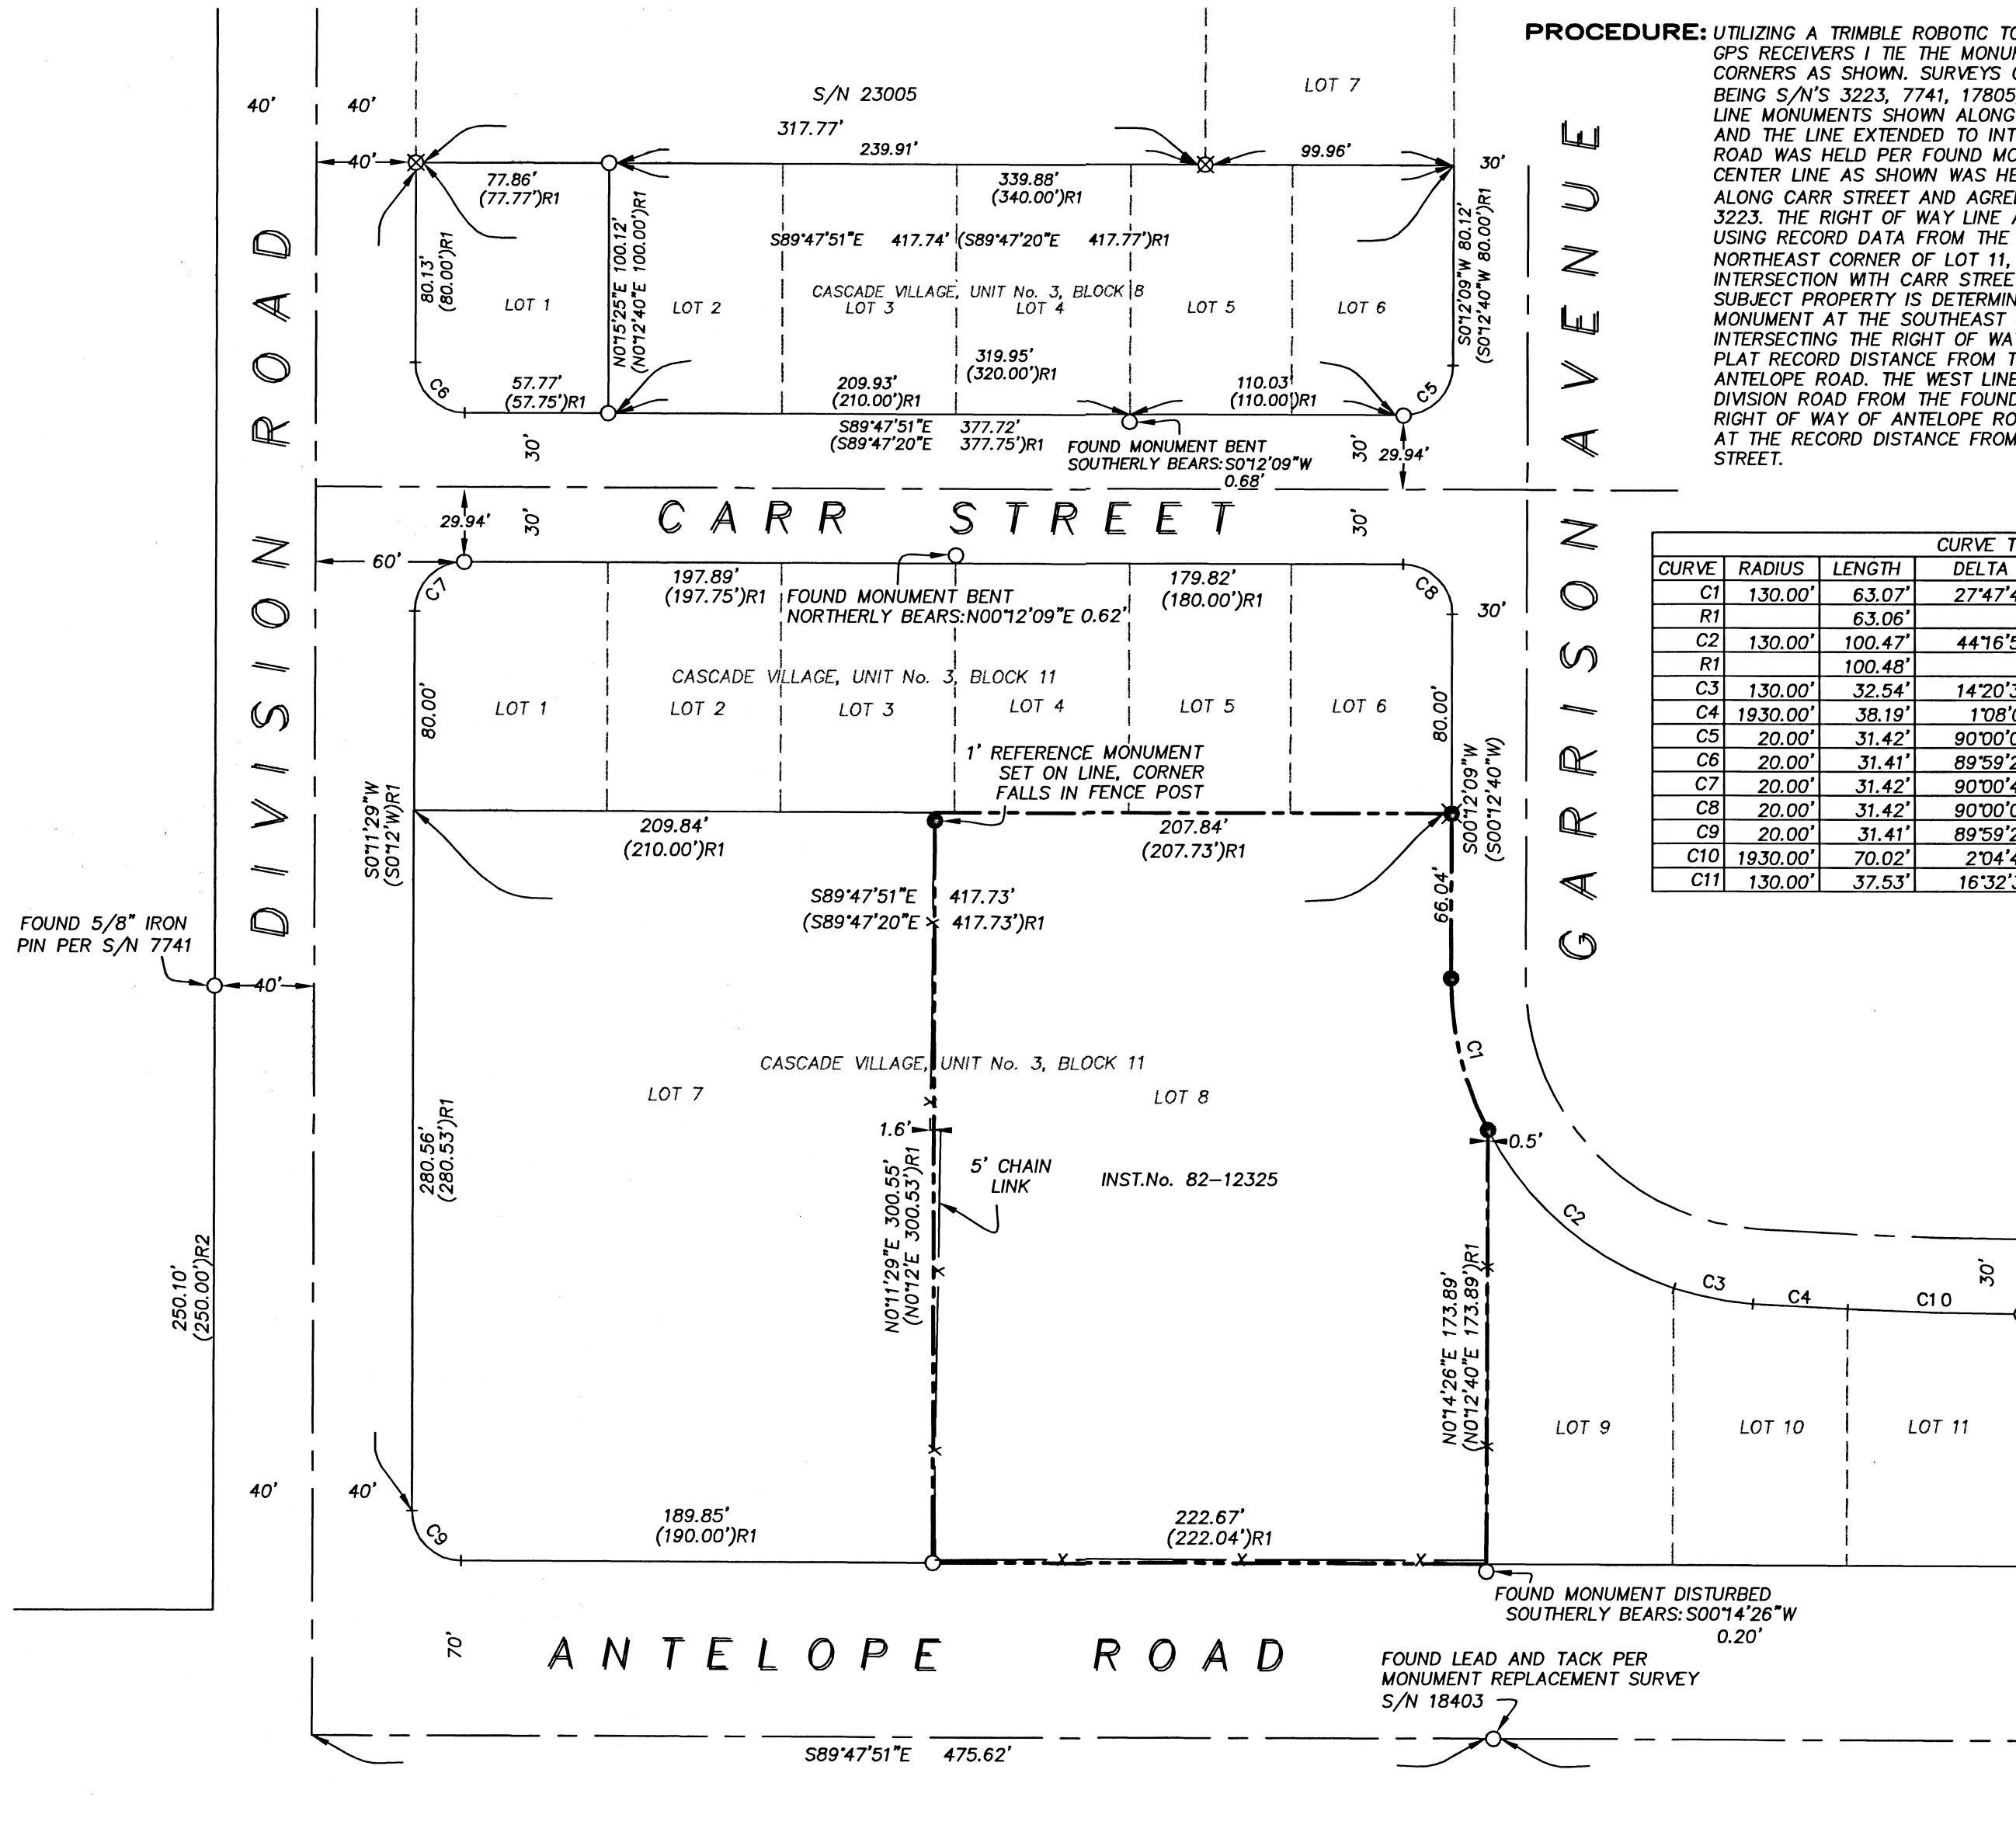 PROCEDURE: UTILIZING A TRIMBLE ROBOTIC
GPS RECEIVERS I TIE THE
CORNERS AS SHOWN. SURVEYS
BEING S/N'S 3223, 7741, 17805
LINE MONUMENTS SHOWN ALONG
AND THE LINE EXTENDED TO
ROAD WAS HELD PER FOUND
CENTER LINE AS SHOWN WAS
ALONG CARR STREET AND
3223. THE RIGHT OF WAY LINE
USING RECORD DATA FROM THE
NORTHEAST CORNER OF LOT 11,
INTERSECTION WITH CARR
SUBJECT PROPERTY IS
MONUMENT AT THE SOUTHEAST
INTERSECTING THE RIGHT OF
PLAT RECORD DISTANCE FROM
ANTELOPE ROAD. THE WEST
DIVISION ROAD FROM THE
RIGHT OF WAY OF ANTELOPE
AT THE RECORD DISTANCE FROM
STREET.
40' 40'
S/N 23005
LOT 7
317.77'
40'
239.91'
99.96'
30'
77.86'
(77.77')R1
339.88'
(340.00')R1
S89°47'51"E 417.74' (S89°47'20"E 417.77')R1
80.13'
(80.00')R1
N0°15'25"E 100.12'
(N0°12'40"E 100.00')R1
S0°12'09"W 80.12'
(S0°12'40"W 80.00')R1
CASCADE VILLAGE, UNIT No. 3, BLOCK 8
LOT 1
LOT 2
LOT 3
LOT 4
LOT 5
LOT 6
319.95'
(320.00')R1
C6
C5
57.77'
(57.75')R1
209.93'
(210.00')R1
110.03'
(110.00')R1
S89°47'51"E 377.72'
(S89°47'20"E 377.75')R1
30'
FOUND MONUMENT BENT
SOUTHERLY BEARS: S0°12'09"W
0.68'
30' 29.94'
DIVISION ROAD
CARR STREET
GARRISON AVENUE
29.94'
30'
30'
60'
C7
197.89'
(197.75')R1
FOUND MONUMENT BENT
NORTHERLY BEARS: N00°12'09"E 0.62'
179.82'
(180.00')R1
C8
30'
CURVE
CURVE RADIUS LENGTH DELTA
C1 130.00' 63.07'
R1 63.06'
C2 130.00' 100.47'
R1 100.48'
C3 130.00' 32.54'
C4 1930.00' 38.19'
C5 20.00' 31.42'
C6 20.00' 31.41'
C7 20.00' 31.42'
C8 20.00' 31.42'
C9 20.00' 31.41'
C10 1930.00' 70.02'
C11 130.00' 37.53'
CASCADE VILLAGE, UNIT No. 3, BLOCK 11
LOT 1
LOT 2
LOT 3
LOT 4
LOT 5
LOT 6
80.00'
80.00'
1' REFERENCE MONUMENT
SET ON LINE, CORNER
FALLS IN FENCE POST
S0°11'29"W
(S0°12'W)R1
S00°12'09"W
(S00°12'40"W)
209.84'
(210.00')R1
207.84'
(207.73')R1
S89°47'51"E 417.73'
(S89°47'20"E 417.73')R1
66.04'
FOUND 5/8" IRON
PIN PER S/N 7741
40'
C1
CASCADE VILLAGE, UNIT No. 3, BLOCK 11
LOT 7
LOT 8
280.56'
(280.53')R1
1.6'
0.5'
5' CHAIN
LINK
INST.No. 82-12325
N0°11'29"E 300.55'
(N0°12'E 300.53')R1
C2
250.10'
(250.00')R2
C3
C4
C10
30'
N0°14'26"E 173.89'
(N0°12'40"E 173.89')R1
LOT 9
LOT 10
LOT 11
40' 40'
C9
189.85'
(190.00')R1
222.67'
(222.04')R1
FOUND MONUMENT DISTURBED
SOUTHERLY BEARS: S00°14'26"W
0.20'
70'
ANTELOPE ROAD
FOUND LEAD AND TACK PER
MONUMENT REPLACEMENT SURVEY
S/N 18403
S89°47'51"E 475.62'